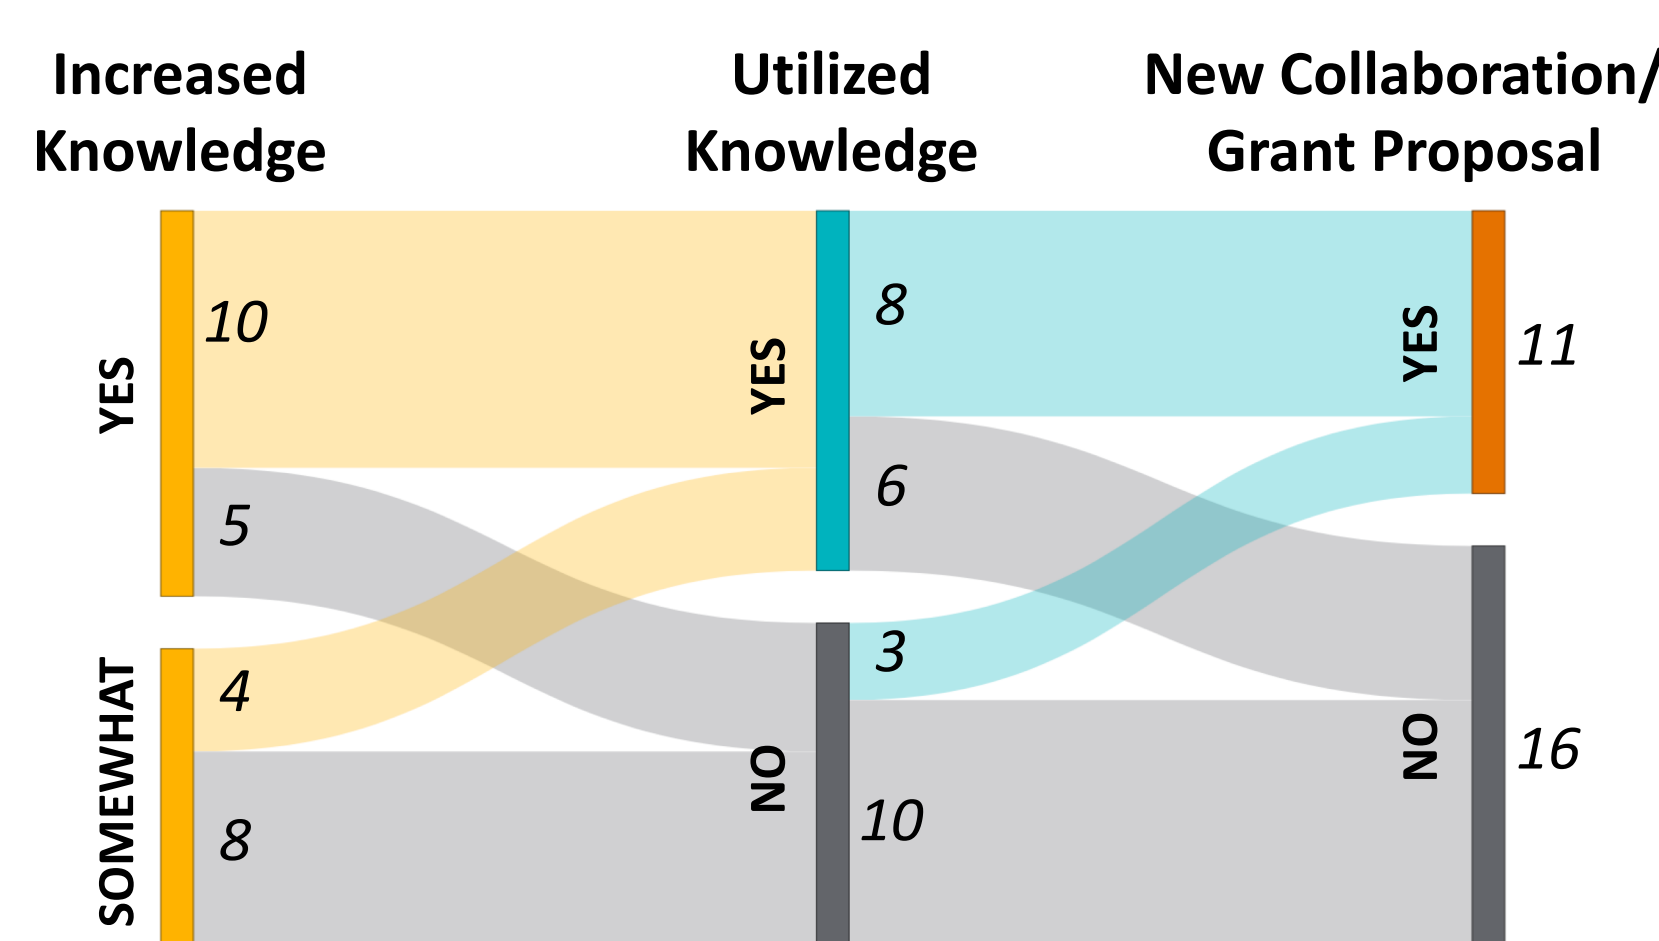 Increased
Knowledge
Utilized
Knowledge
New Collaboration/
Grant Proposal
YES
10
5
SOMEWHAT
4
8
YES
8
6
NO
3
10
YES
11
NO
16